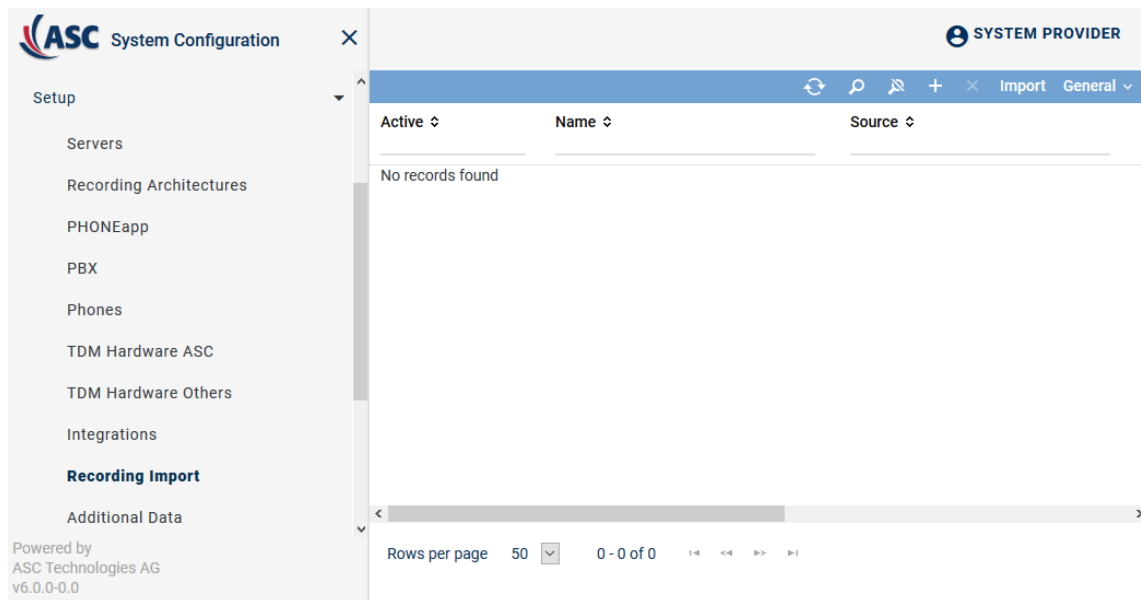 ASC System Configuration
SYSTEM PROVIDER
Setup
Servers
Recording Architectures
PHONEapp
PBX
Phones
TDM Hardware ASC
TDM Hardware Others
Integrations
Recording Import
Additional Data
Powered by
ASC Technologies AG
v6.0.0-0.0
Import General
Active Name Source
No records found
Rows per page 50 0 - 0 of 0